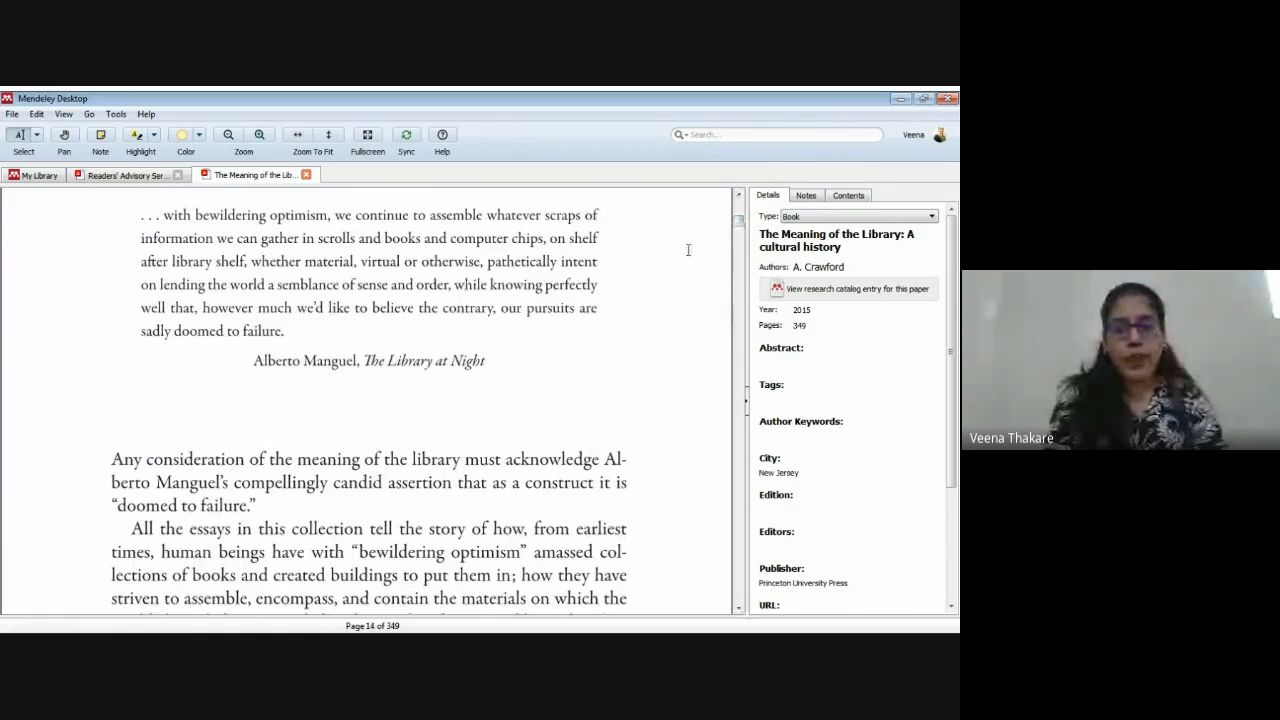 Mendeley Desktop
File Edit View Go Tools Help
Search...
Veena
Select Pan Note Highlight Color Zoom Zoom To Fit Fullscreen Sync Help
My Library Readers' Advisory Ser... The Meaning of the Lib...
. . . with bewildering optimism, we continue to assemble whatever scraps of
information we can gather in scrolls and books and computer chips, on shelf
after library shelf, whether material, virtual or otherwise, pathetically intent
on lending the world a semblance of sense and order, while knowing perfectly
well that, however much we'd like to believe the contrary, our pursuits are
sadly doomed to failure.
Alberto Manguel, The Library at Night
Any consideration of the meaning of the library must acknowledge Al-
berto Manguel's compellingly candid assertion that as a construct it is
"doomed to failure."
All the essays in this collection tell the story of how, from earliest
times, human beings have with "bewildering optimism" amassed col-
lections of books and created buildings to put them in; how they have
striven to assemble, encompass, and contain the materials on which the
Page 14 of 349
Details Notes Contents
Type: Book
The Meaning of the Library: A
cultural history
Authors: A. Crawford
View research catalog entry for this paper
Year: 2015
Pages: 349
Abstract:
Tags:
Author Keywords:
City:
New Jersey
Edition:
Editors:
Publisher:
Princeton University Press
URL:
Veena Thakare